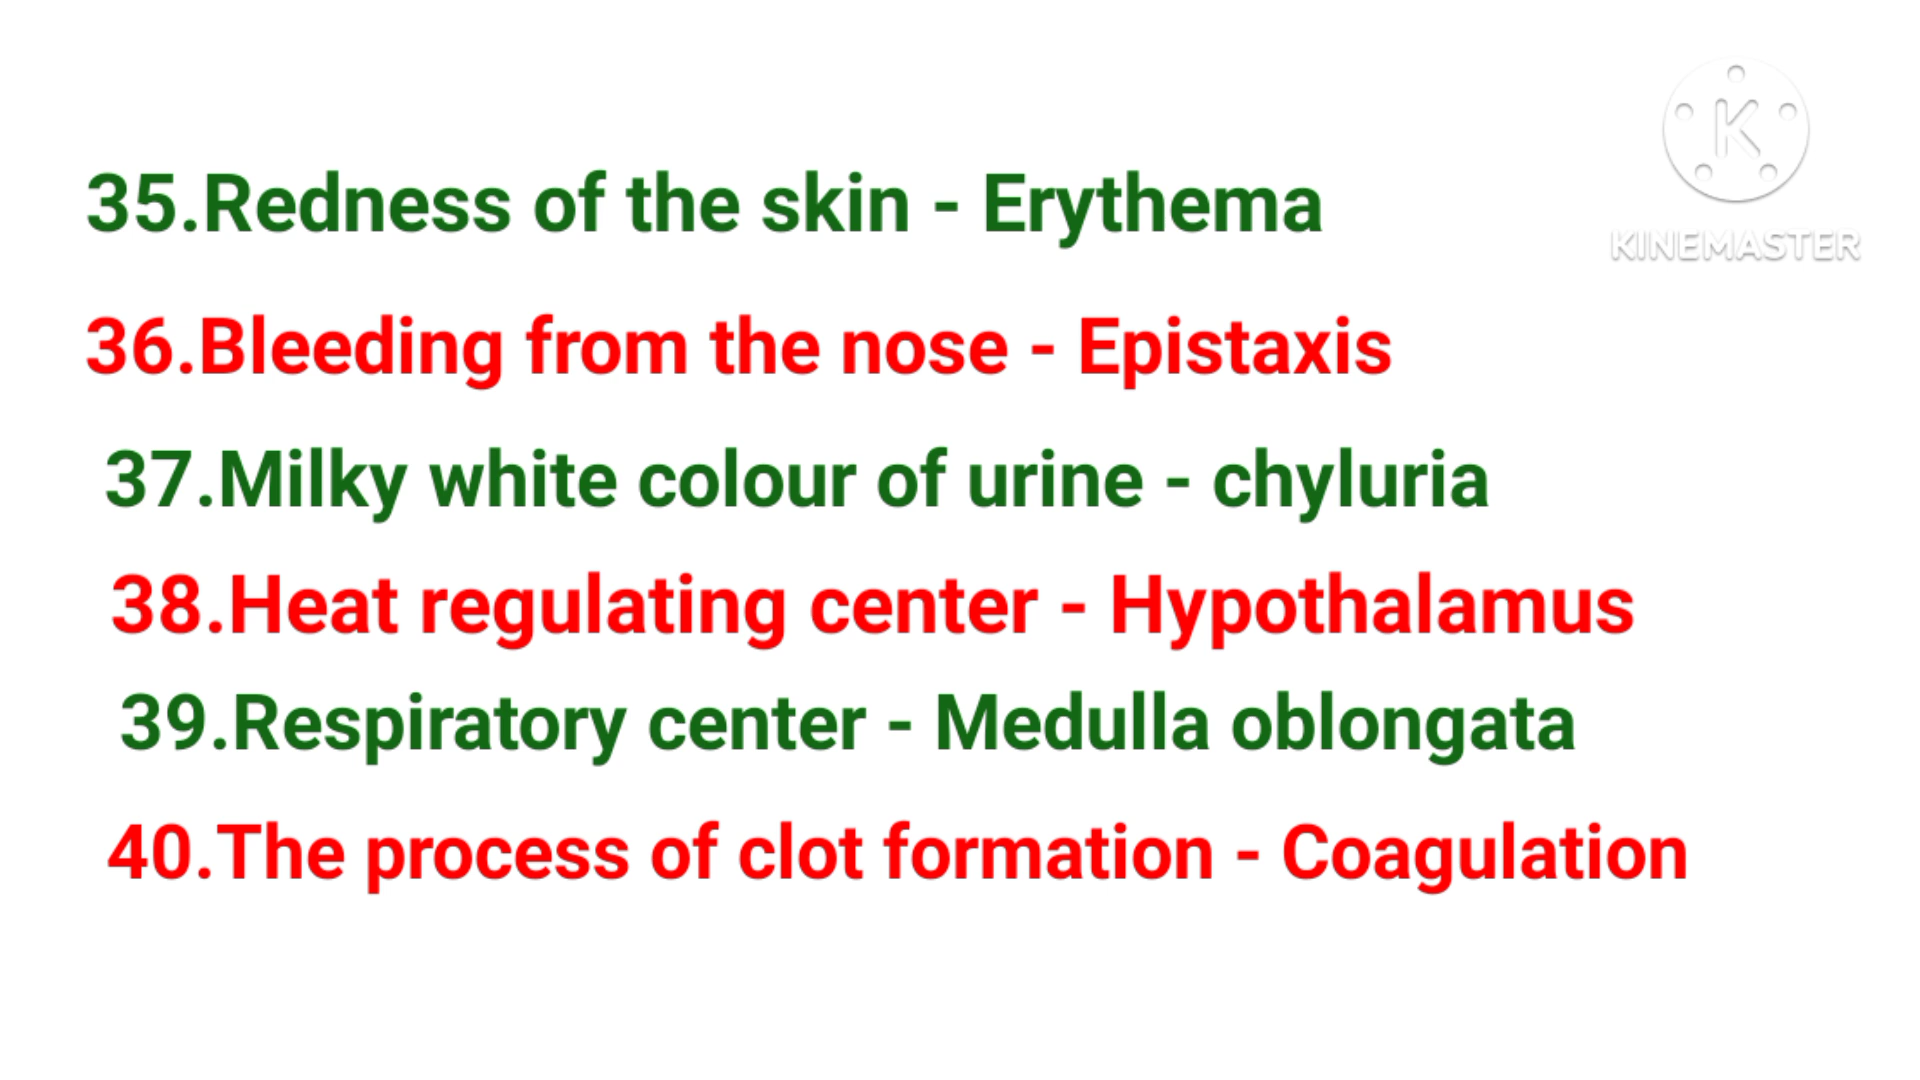 35.Redness of the skin - Erythema
36.Bleeding from the nose - Epistaxis
37.Milky white colour of urine - chyluria
38.Heat regulating center - Hypothalamus
39.Respiratory center - Medulla oblongata
40.The process of clot formation - Coagulation
K
KINEMASTER